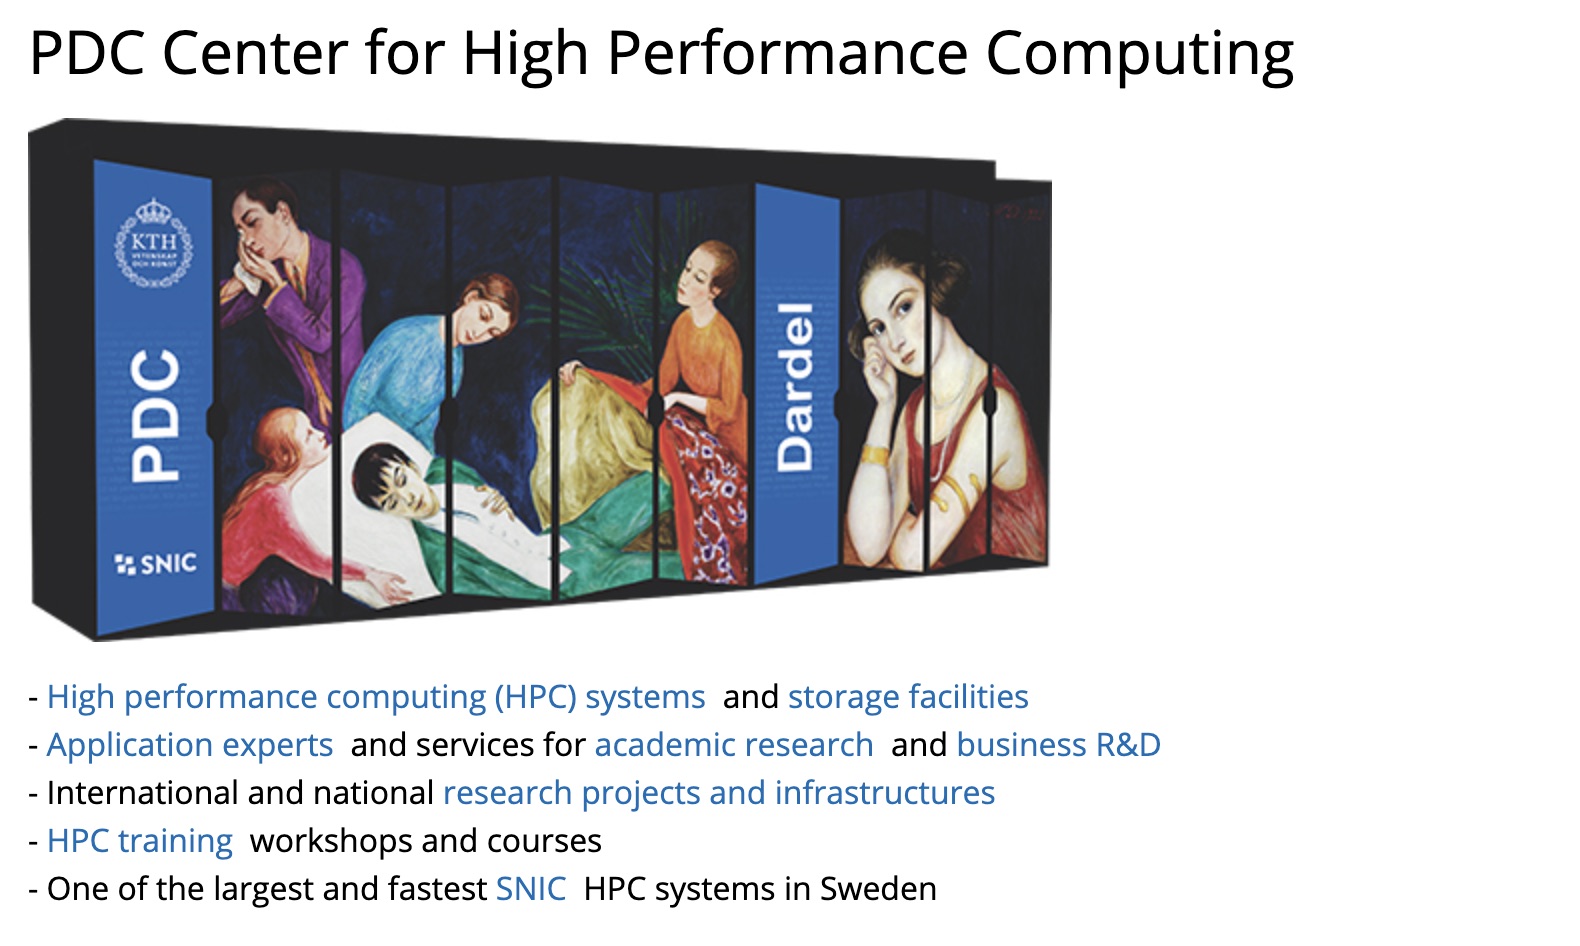 PDC Center for High Performance Computing
KTH
VETENSKAP
OCH KONST
PDC
SNIC
Dardel
- High performance computing (HPC) systems and storage facilities
- Application experts and services for academic research and business R&D
- International and national research projects and infrastructures
- HPC training workshops and courses
- One of the largest and fastest SNIC HPC systems in Sweden